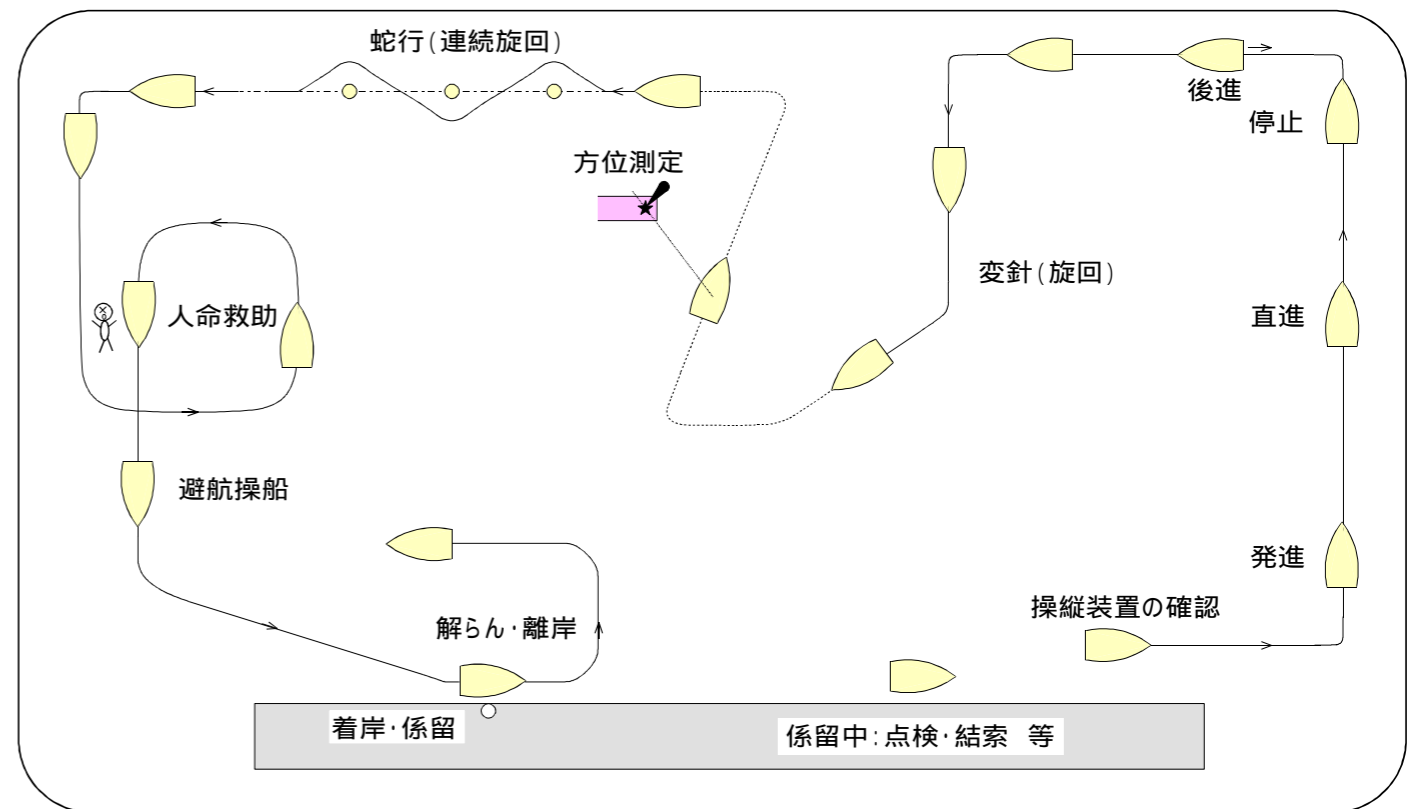 蛇行(連続旋回)
後進
停止
方位測定
変針(旋回)
人命救助
直進
避航操船
発進
操縦装置の確認
解らん・離岸
着岸・係留
係留中:点検・結索 等